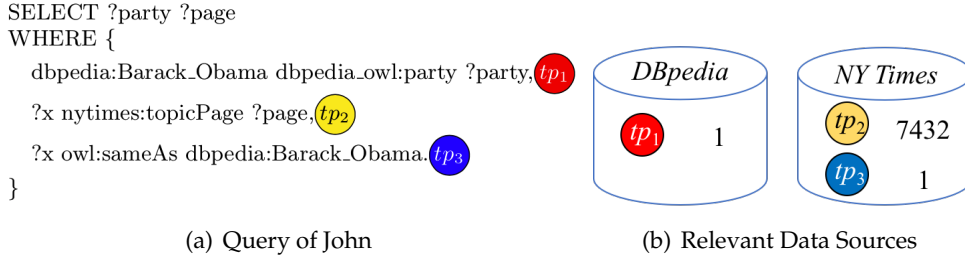 SELECT ?party ?page
WHERE {
dbpedia:Barack_Obama dbpedia_owl:party ?party, tp1
?x nytimes:topicPage ?page, tp2
?x owl:sameAs dbpedia:Barack_Obama. tp3
}
(a) Query of John
DBpedia
tp1 1
NY Times
tp2 7432
tp3 1
(b) Relevant Data Sources